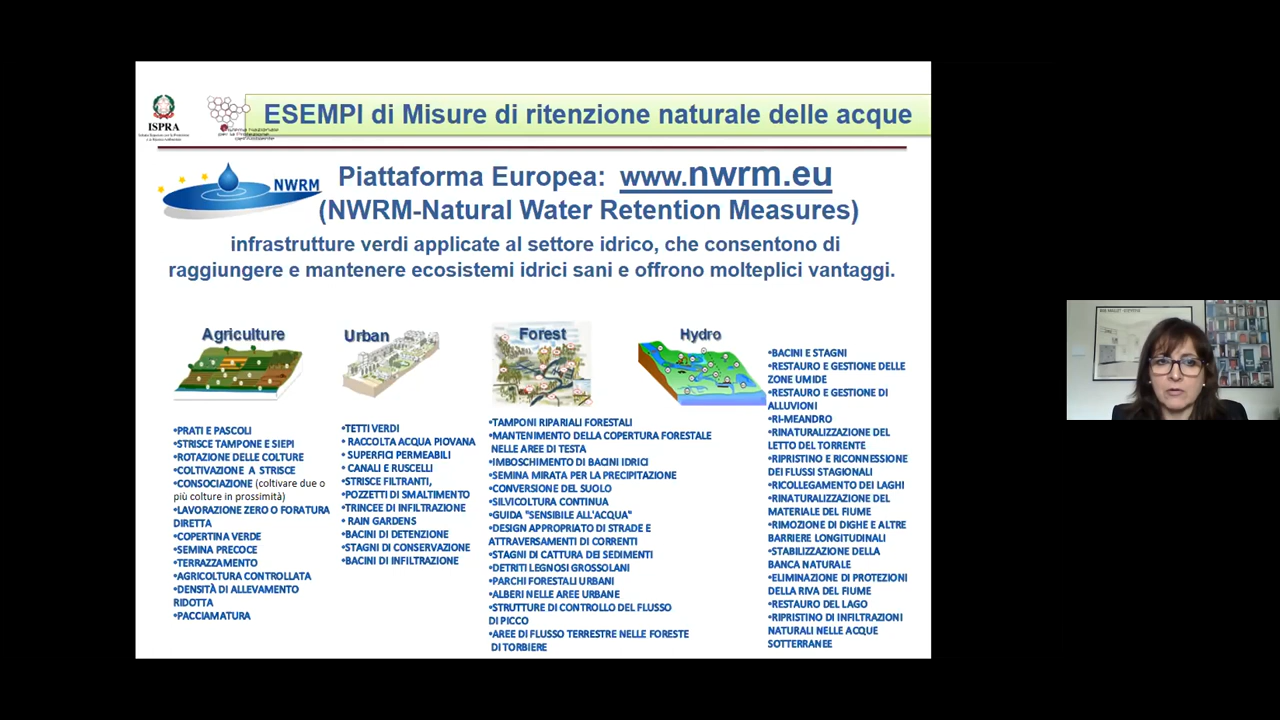 ESEMPI di Misure di ritenzione naturale delle acque
ISPRA
NWRM
Piattaforma Europea: www.nwrm.eu
(NWRM-Natural Water Retention Measures)
infrastrutture verdi applicate al settore idrico, che consentono di
raggiungere e mantenere ecosistemi idrici sani e offrono molteplici vantaggi.
Agriculture
•PRATI E PASCOLI
•STRISCE TAMPONE E SIEPI
•ROTAZIONE DELLE COLTURE
•COLTIVAZIONE A STRISCE
•CONSOCIAZIONE (coltivare due o
più colture in prossimità)
•LAVORAZIONE ZERO O FORATURA
DIRETTA
•COPERTINA VERDE
•SEMINA PRECOCE
•TERRAZZAMENTO
•AGRICOLTURA CONTROLLATA
•DENSITÀ DI ALLEVAMENTO
RIDOTTA
•PACCIAMATURA
Urban
•TETTI VERDI
• RACCOLTA ACQUA PIOVANA
• SUPERFICI PERMEABILI
• CANALI E RUSCELLI
•STRISCE FILTRANTI,
•POZZETTI DI SMALTIMENTO
•TRINCEE DI INFILTRAZIONE
• RAIN GARDENS
•BACINI DI DETENZIONE
•STAGNI DI CONSERVAZIONE
•BACINI DI INFILTRAZIONE
Forest
•TAMPONI RIPARIALI FORESTALI
•MANTENIMENTO DELLA COPERTURA FORESTALE
NELLE AREE DI TESTA
•IMBOSCHIMENTO DI BACINI IDRICI
•SEMINA MIRATA PER LA PRECIPITAZIONE
•CONVERSIONE DEL SUOLO
•SILVICOLTURA CONTINUA
•GUIDA "SENSIBILE ALL'ACQUA"
•DESIGN APPROPRIATO DI STRADE E
ATTRAVERSAMENTI DI CORRENTI
•STAGNI DI CATTURA DEI SEDIMENTI
•DETRITI LEGNOSI GROSSOLANI
•PARCHI FORESTALI URBANI
•ALBERI NELLE AREE URBANE
•STRUTTURE DI CONTROLLO DEL FLUSSO
DI PICCO
•AREE DI FLUSSO TERRESTRE NELLE FORESTE
DI TORBIERE
Hydro
•BACINI E STAGNI
•RESTAURO E GESTIONE DELLE
ZONE UMIDE
•RESTAURO E GESTIONE DI
ALLUVIONI
•RI-MEANDRO
•RINATURALIZZAZIONE DEL
LETTO DEL TORRENTE
•RIPRISTINO E RICONNESSIONE
DEI FLUSSI STAGIONALI
•RICOLLEGAMENTO DEI LAGHI
•RINATURALIZZAZIONE DEL
MATERIALE DEL FIUME
•RIMOZIONE DI DIGHE E ALTRE
BARRIERE LONGITUDINALI
•STABILIZZAZIONE DELLA
BANCA NATURALE
•ELIMINAZIONE DI PROTEZIONI
DELLA RIVA DEL FIUME
•RESTAURO DEL LAGO
•RIPRISTINO DI INFILTRAZIONI
NATURALI NELLE ACQUE
SOTTERRANEE